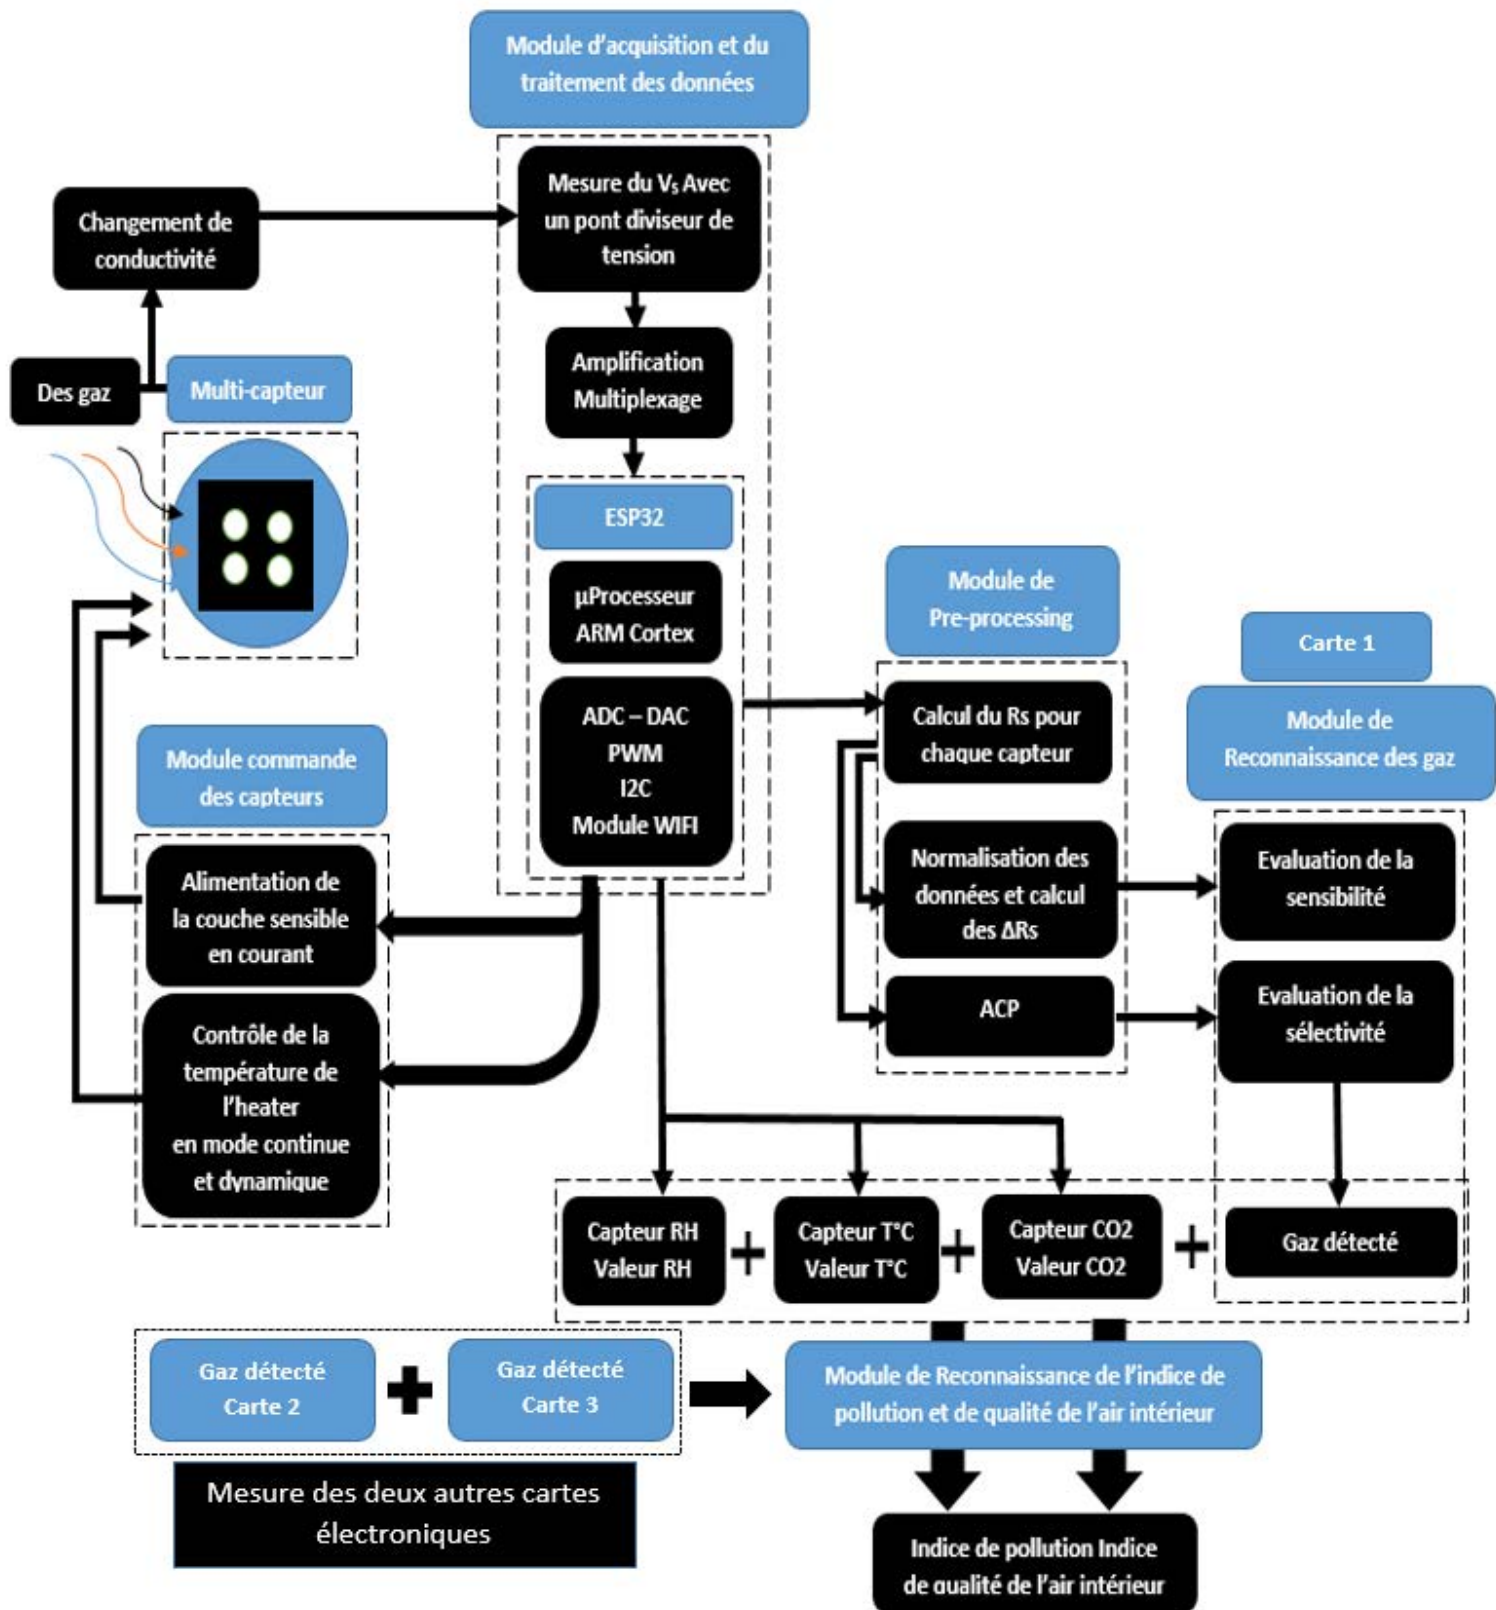 Module d'acquisition et du
traitement des données
Mesure du Vs Avec
un pont diviseur de
tension
Changement de
conductivité
Amplification
Multiplexage
Des gaz
Multi-capteur
ESP32
µProcesseur
ARM Cortex
ADC – DAC
PWM
I2C
Module WIFI
Module de
Pre-processing
Carte 1
Module de
Reconnaissance des gaz
Calcul du Rs pour
chaque capteur
Normalisation des
données et calcul
des ΔRs
ACP
Evaluation de la
sensibilité
Evaluation de la
sélectivité
Module commande
des capteurs
Alimentation de
la couche sensible
en courant
Contrôle de la
température de
l'heater
en mode continue
et dynamique
Capteur RH
Valeur RH
+
Capteur T°C
Valeur T°C
+
Capteur CO2
Valeur CO2
+
Gaz détecté
Gaz détecté
Carte 2
+
Gaz détecté
Carte 3
Module de Reconnaissance de l'indice de
pollution et de qualité de l'air intérieur
Mesure des deux autres cartes
électroniques
Indice de pollution Indice
de qualité de l'air intérieur